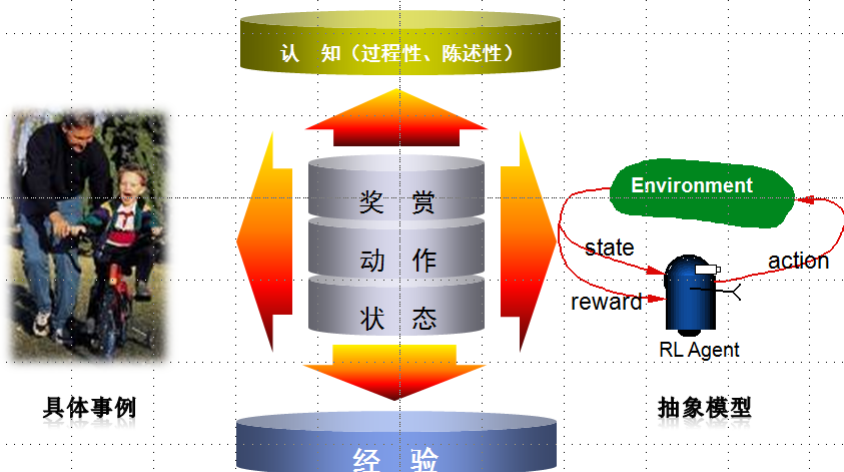 认 知（过程性、陈述性）
奖 赏
动 作
状 态
Environment
state
action
reward
RL Agent
具体事例
抽象模型
经 验